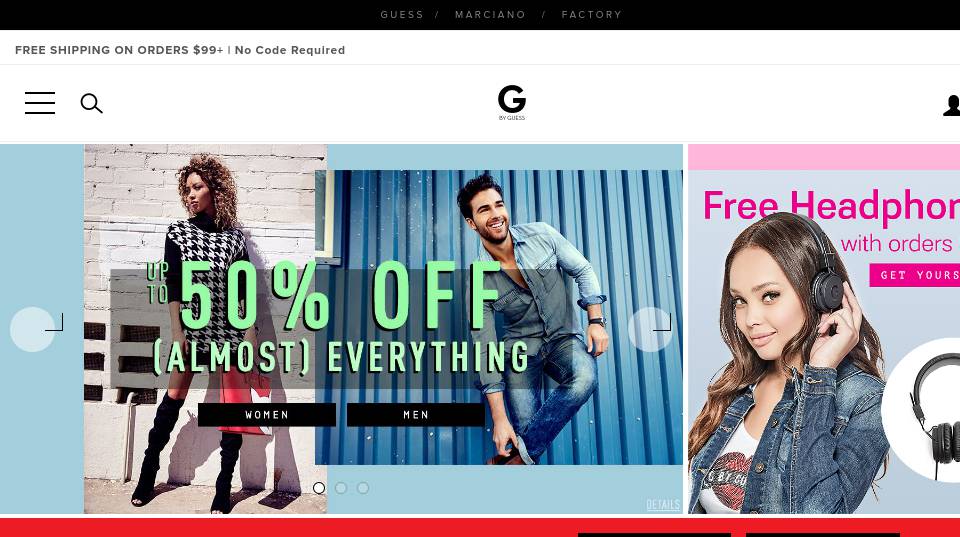 GUESS / MARCIANO / FACTORY
FREE SHIPPING ON ORDERS $99+ | No Code Required
G
BY GUESS
UP TO 50% OFF
(ALMOST) EVERYTHING
WOMEN
MEN
DETAILS
Free
with orders
GET YOURS